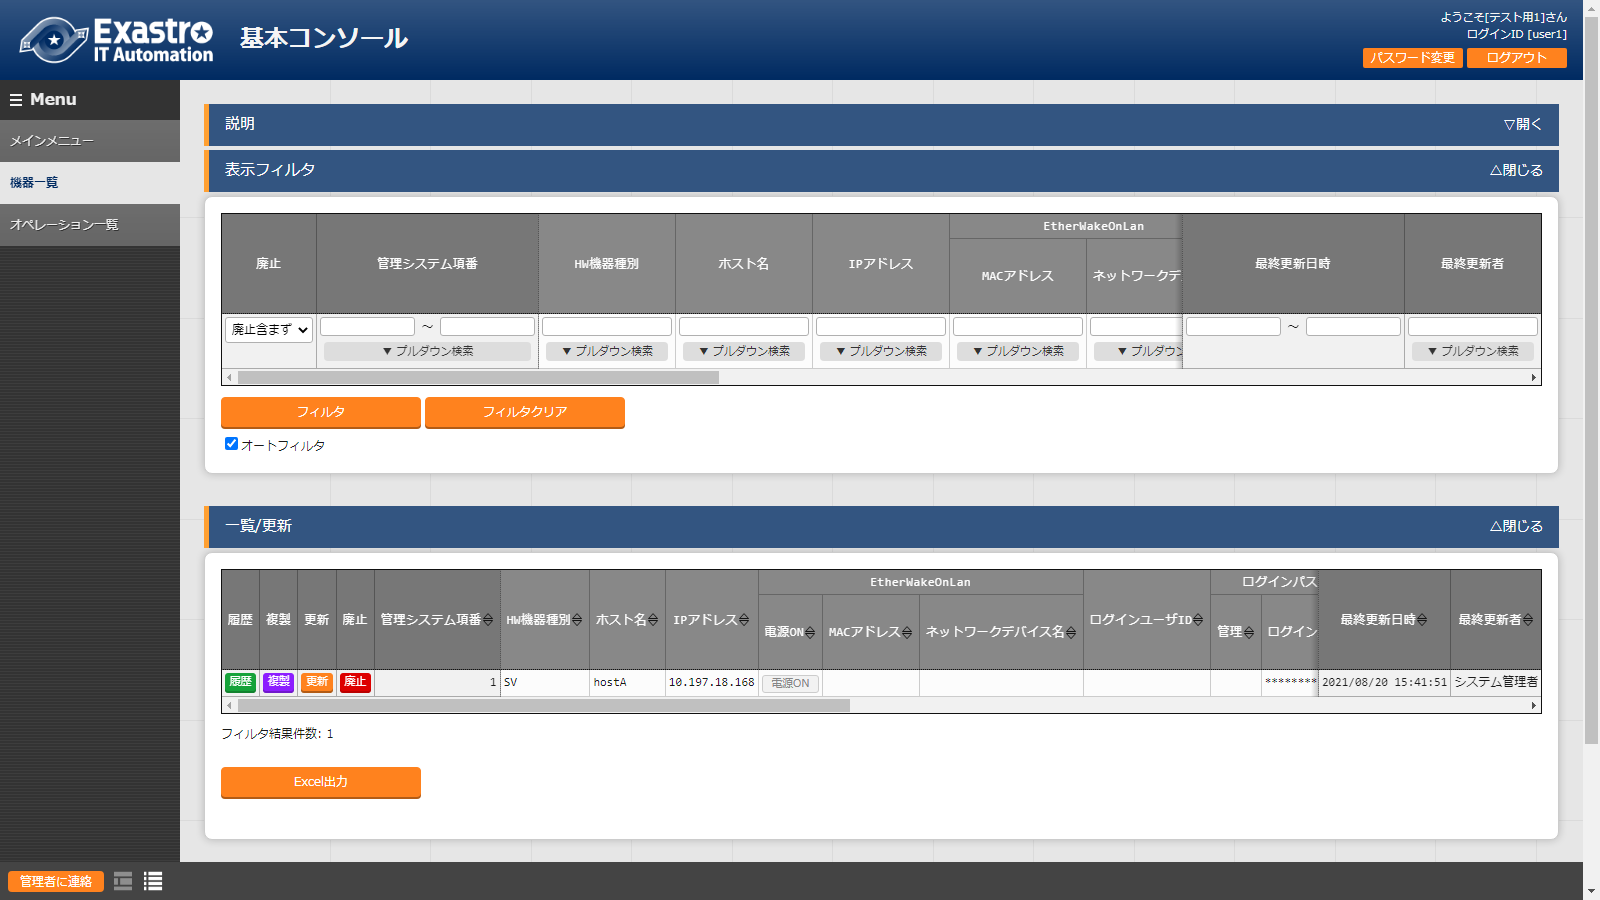 Exastro
IT Automation
基本コンソール
ようこそ[テスト用1]さん
ログインID [user1]
パスワード変更
ログアウト
Menu
メインメニュー
機器一覧
オペレーション一覧
説明
▽開く
表示フィルタ
△閉じる
廃止
管理システム項番
HW機器種別
ホスト名
IPアドレス
EtherWakeOnLan
MACアドレス
ネットワークデ
最終更新日時
最終更新者
廃止含まず
～
～
▼ プルダウン検索
▼ プルダウン検索
▼ プルダウン検索
▼ プルダウン検索
▼ プルダウン検索
▼ プルダウン
▼ プルダウン検索
フィルタ
フィルタクリア
オートフィルタ
一覧/更新
△閉じる
履歴
複製
更新
廃止
管理システム項番
HW機器種別
ホスト名
IPアドレス
EtherWakeOnLan
電源ON
MACアドレス
ネットワークデバイス名
ログインユーザID
ログインパス
管理
ログイン
最終更新日時
最終更新者
履歴
複製
更新
廃止
1
SV
hostA
10.197.18.168
電源ON
********
2021/08/20 15:41:51
システム管理者
フィルタ結果件数: 1
Excel出力
管理者に連絡